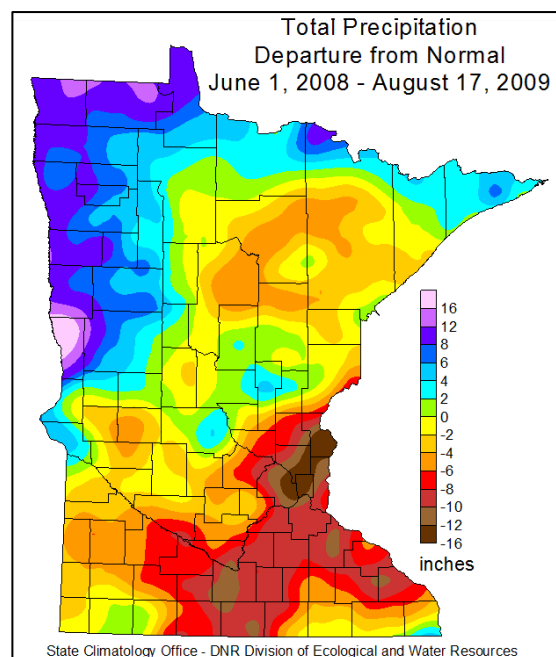 Total Precipitation
Departure from Normal
June 1, 2008 - August 17, 2009
16
12
8
6
4
2
0
-2
-4
-6
-8
-10
-12
-16
inches
State Climatology Office - DNR Division of Ecological and Water Resources